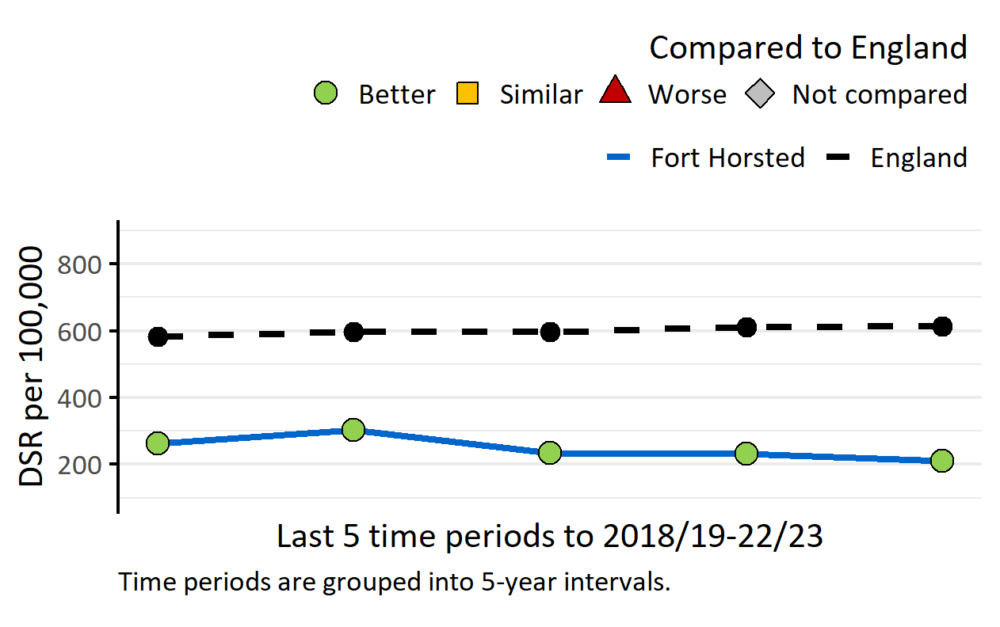 Compared to England
Better Similar Worse Not compared
Fort Horsted England
DSR per 100,000
800
600
400
200
Last 5 time periods to 2018/19-22/23
Time periods are grouped into 5-year intervals.